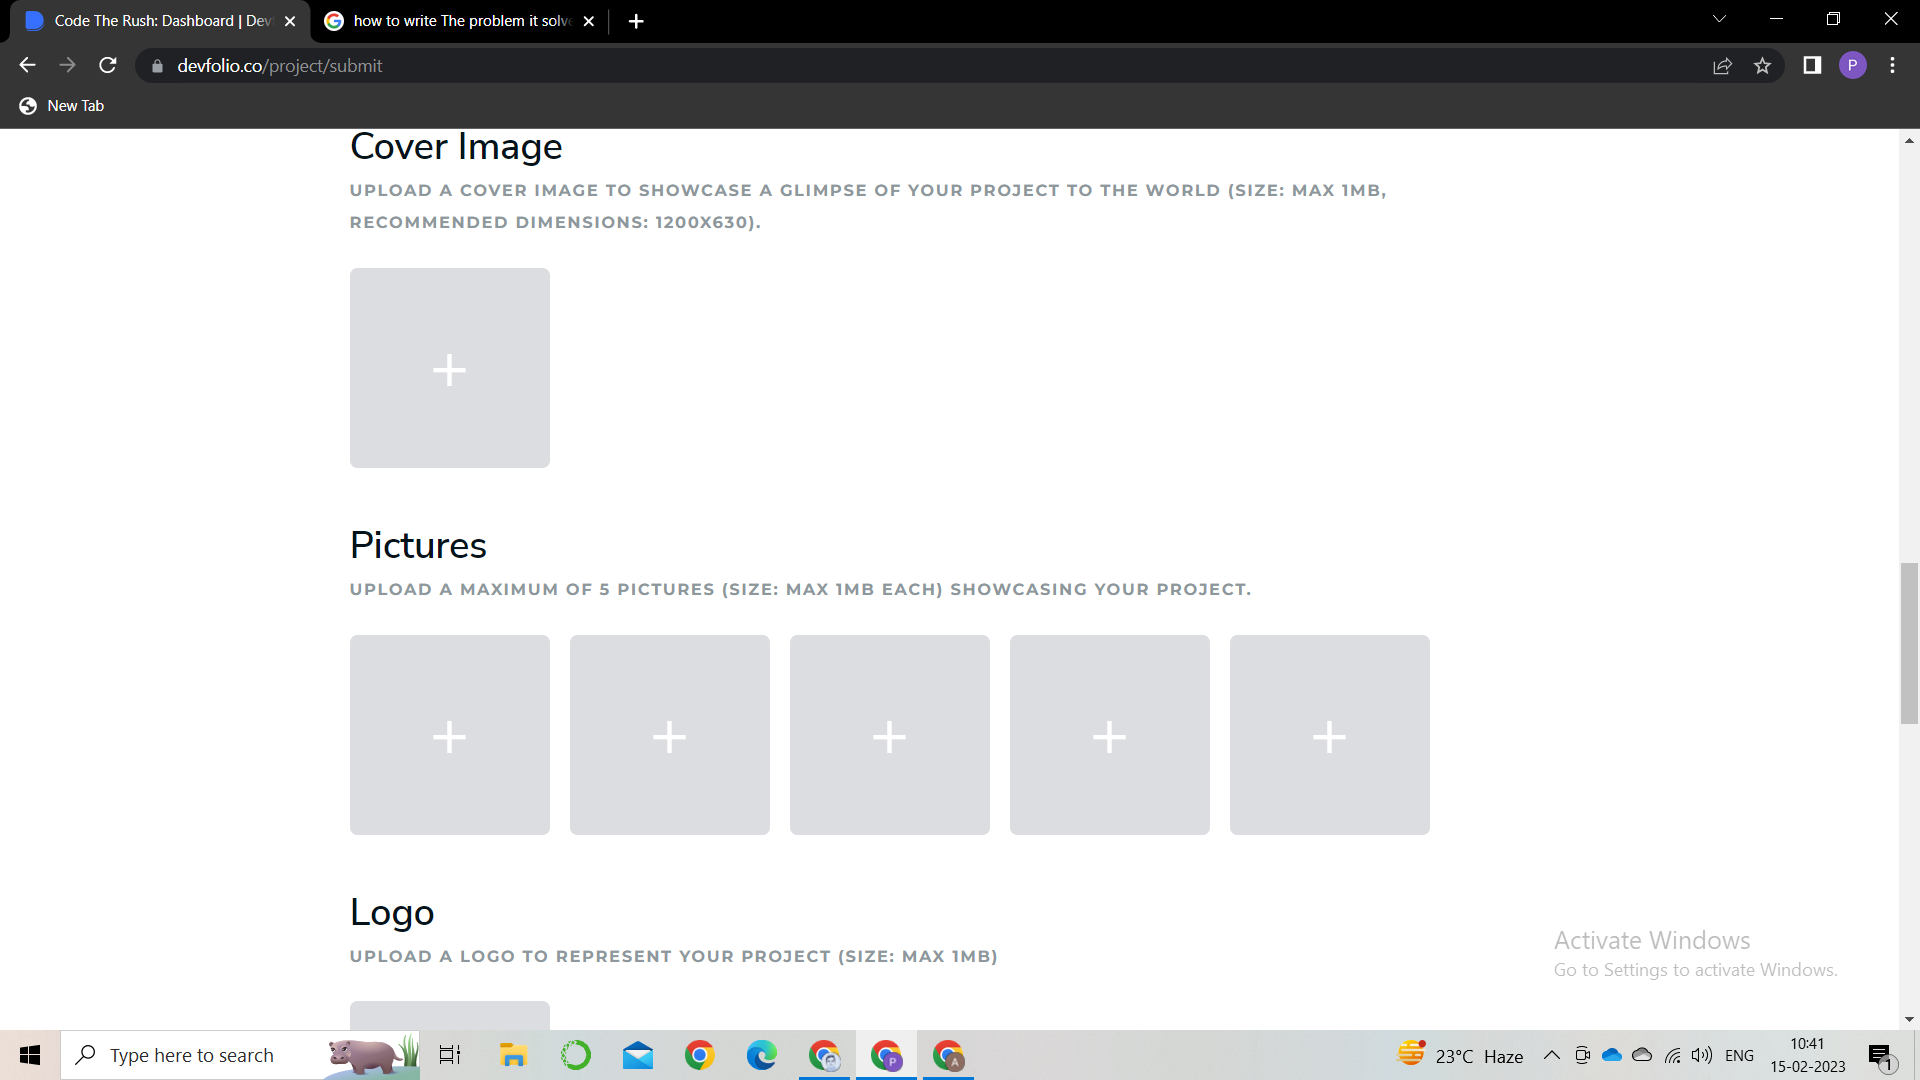 Code The Rush: Dashboard | Dev
how to write The problem it solve
devfolio.co/project/submit
P
New Tab
Cover Image
UPLOAD A COVER IMAGE TO SHOWCASE A GLIMPSE OF YOUR PROJECT TO THE WORLD (SIZE: MAX 1MB,
RECOMMENDED DIMENSIONS: 1200X630).
Pictures
UPLOAD A MAXIMUM OF 5 PICTURES (SIZE: MAX 1MB EACH) SHOWCASING YOUR PROJECT.
Logo
UPLOAD A LOGO TO REPRESENT YOUR PROJECT (SIZE: MAX 1MB)
Activate Windows
Go to Settings to activate Windows.
Type here to search
P
A
23°C Haze
ENG
10:41
15-02-2023
1